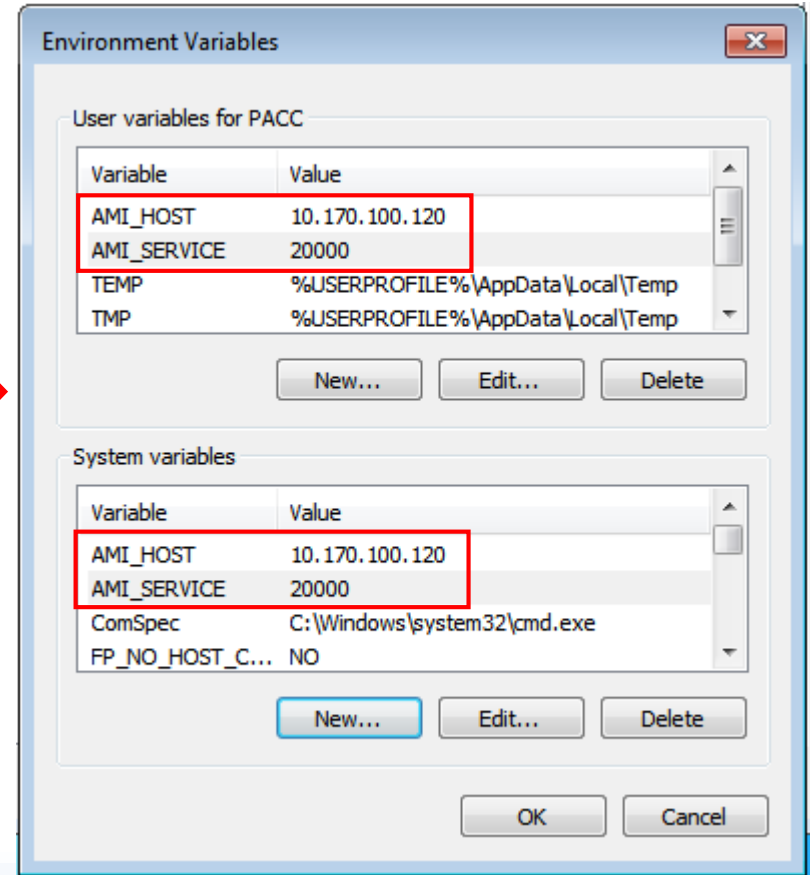 Environment Variables
User variables for PACC
Variable Value
AMI_HOST 10.170.100.120
AMI_SERVICE 20000
TEMP %USERPROFILE%\AppData\Local\Temp
TMP %USERPROFILE%\AppData\Local\Temp
New... Edit... Delete
System variables
Variable Value
AMI_HOST 10.170.100.120
AMI_SERVICE 20000
ComSpec C:\Windows\system32\cmd.exe
FP_NO_HOST_C... NO
New... Edit... Delete
OK Cancel